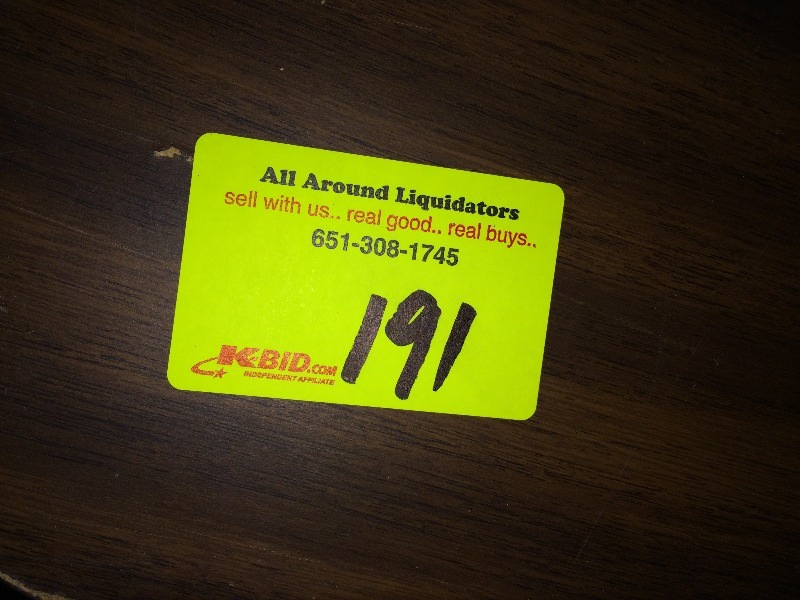 All Around Liquidators
sell with us.. real good.. real buys..
651-308-1745
191
K-BID.COM
INDEPENDENT AFFILIATE